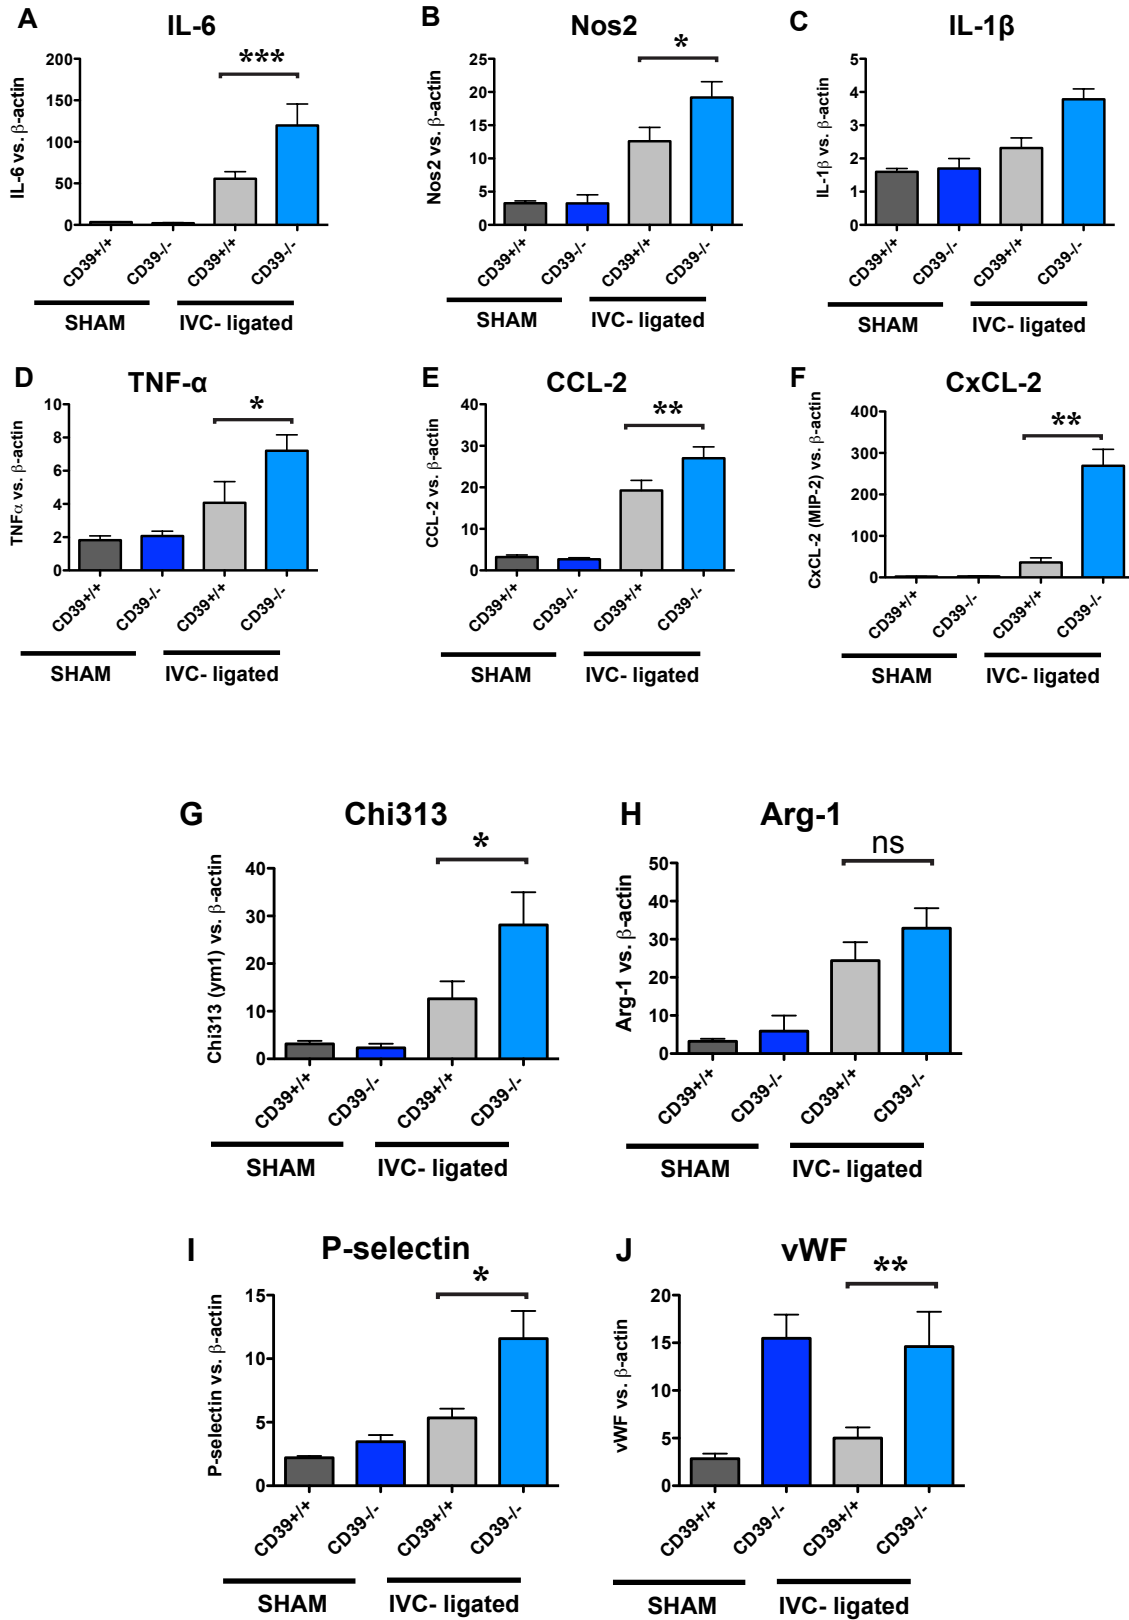 A IL-6
IL-6 vs. β-actin
200
150
100
50
0
***
CD39+/+ CD39-/- CD39+/+ CD39-/-
SHAM IVC- ligated
B Nos2
Nos2 vs. β-actin
25
20
15
10
5
0
*
CD39+/+ CD39-/- CD39+/+ CD39-/-
SHAM IVC- ligated
C IL-1β
IL-1β vs. β-actin
5
4
3
2
1
0
CD39+/+ CD39-/- CD39+/+ CD39-/-
SHAM IVC- ligated
D TNF-α
TNFα vs. β-actin
10
8
6
4
2
0
*
CD39+/+ CD39-/- CD39+/+ CD39-/-
SHAM IVC- ligated
E CCL-2
CCL-2 vs. β-actin
40
30
20
10
0
**
CD39+/+ CD39-/- CD39+/+ CD39-/-
SHAM IVC- ligated
F CxCL-2
CxCL-2 (MIP-2) vs. β-actin
400
300
200
100
0
**
CD39+/+ CD39-/- CD39+/+ CD39-/-
SHAM IVC- ligated
G Chi313
Chi313 (ym1) vs. β-actin
40
30
20
10
0
*
CD39+/+ CD39-/- CD39+/+ CD39-/-
SHAM IVC- ligated
H Arg-1
Arg-1 vs. β-actin
50
40
30
20
10
0
ns
CD39+/+ CD39-/- CD39+/+ CD39-/-
SHAM IVC- ligated
I P-selectin
P-selectin vs. β-actin
15
10
5
0
*
CD39+/+ CD39-/- CD39+/+ CD39-/-
SHAM IVC- ligated
J vWF
vWF vs. β-actin
20
15
10
5
0
**
CD39+/+ CD39-/- CD39+/+ CD39-/-
SHAM IVC- ligated